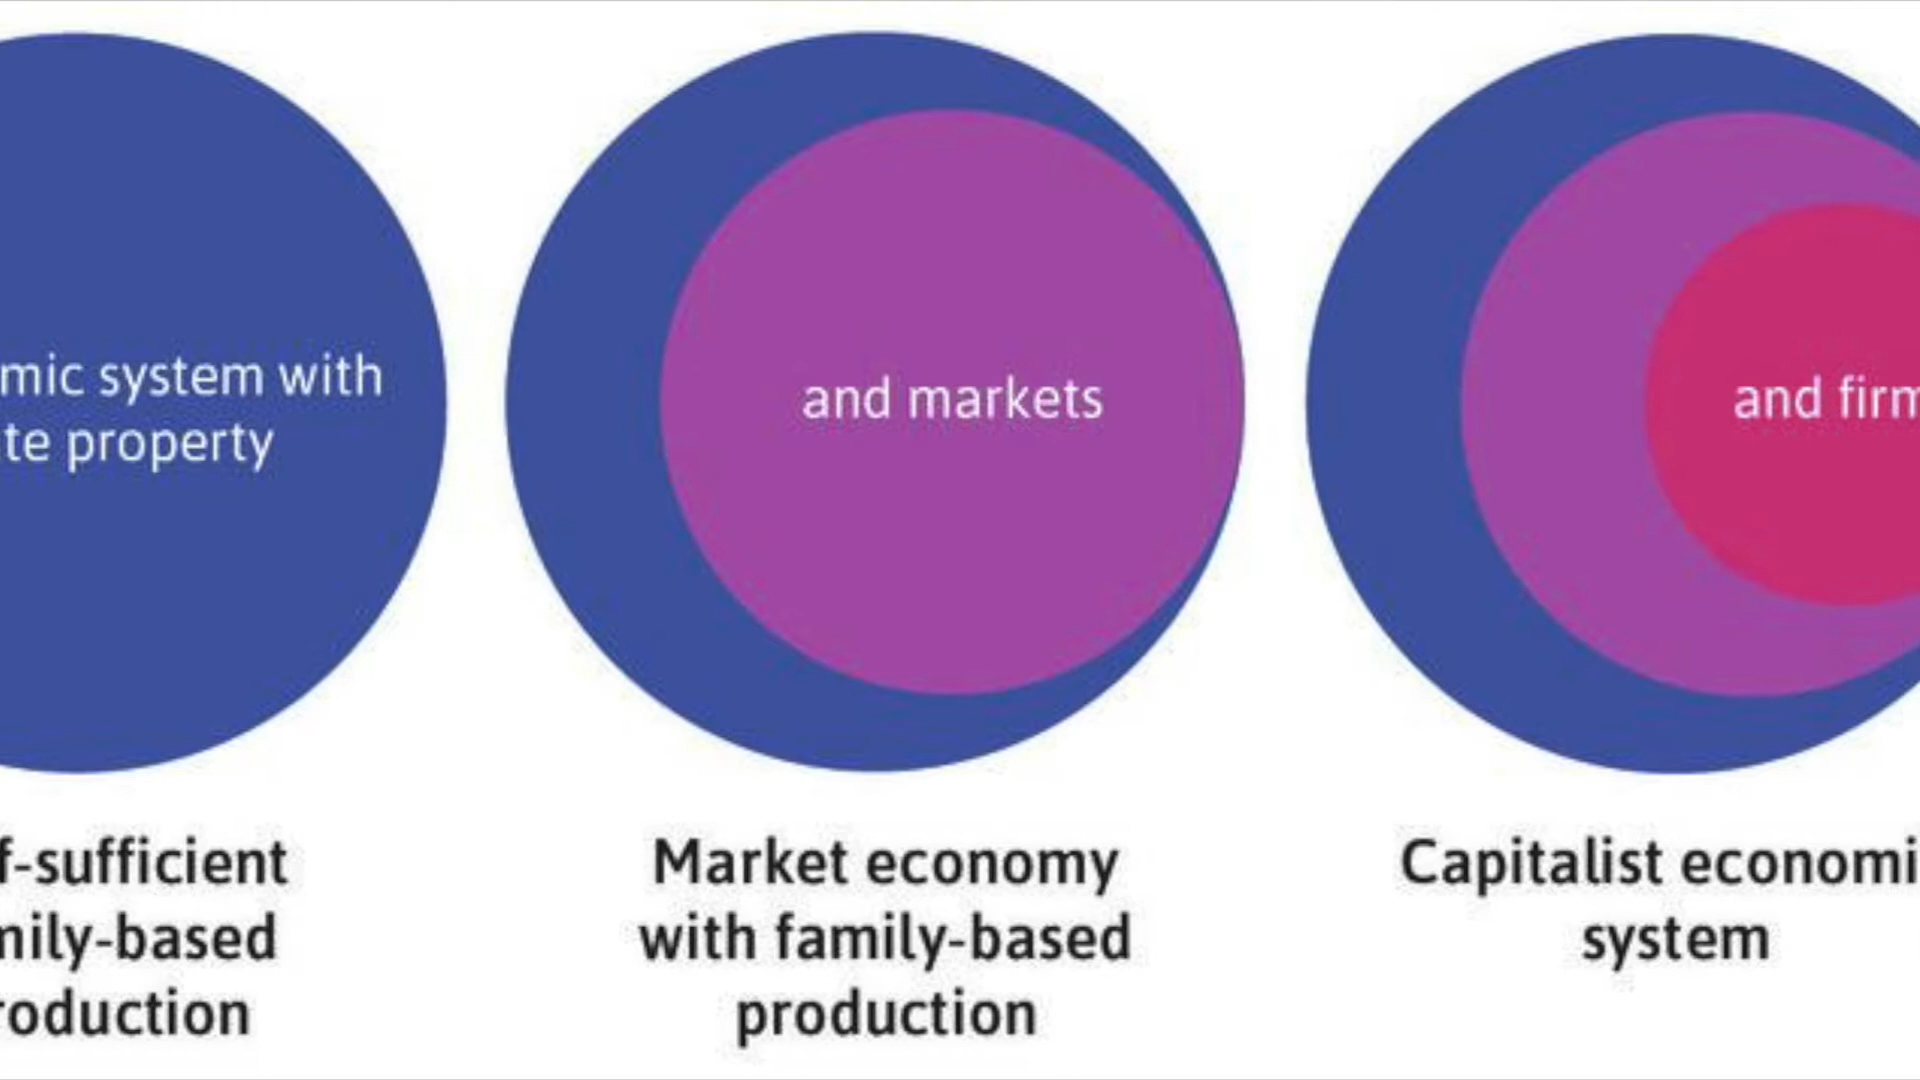 mic system with
te property
and markets
and firm
f-sufficient
mily-based
roduction
Market economy
with family-based
production
Capitalist economi
system